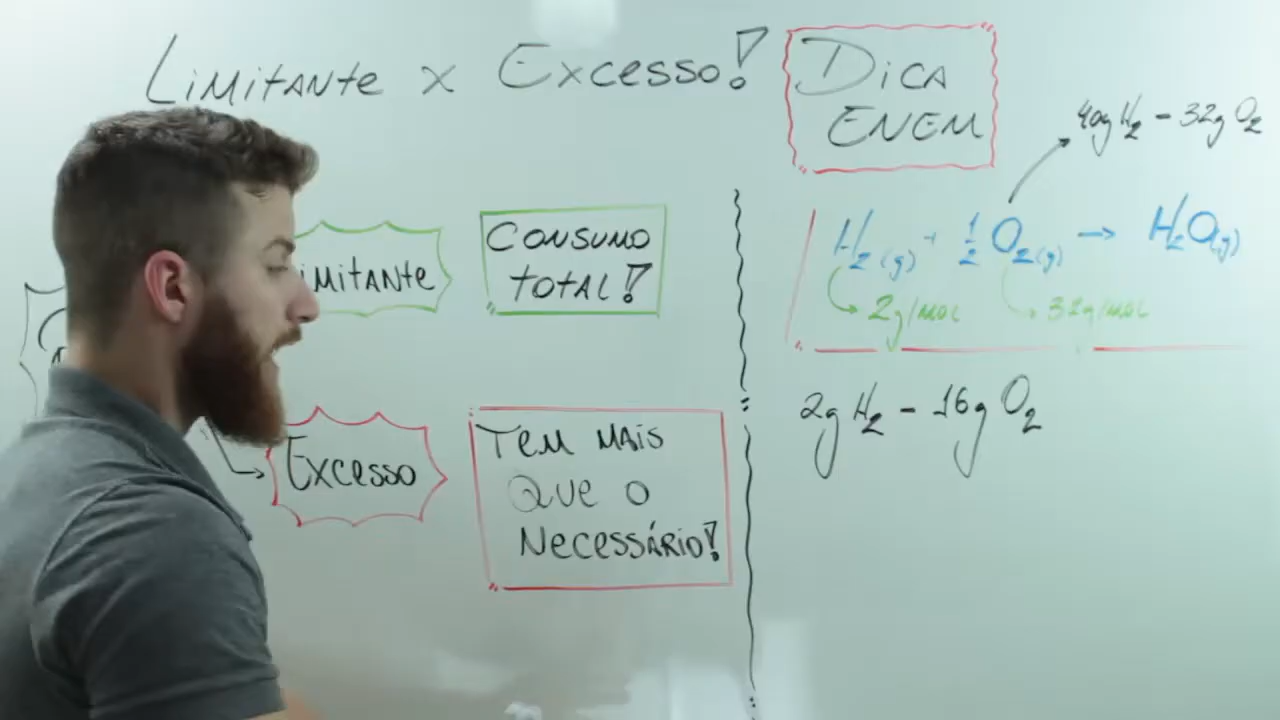 Limitante x Excesso!
Dica
ENEM
Limitante
Consumo
total!
Excesso
Tem mais
que o
necessário!
40g H2 - 32g O2
H2(g) + 1/2 O2(g) → H2O(g)
2g/mol
32g/mol
2g H2 - 16g O2